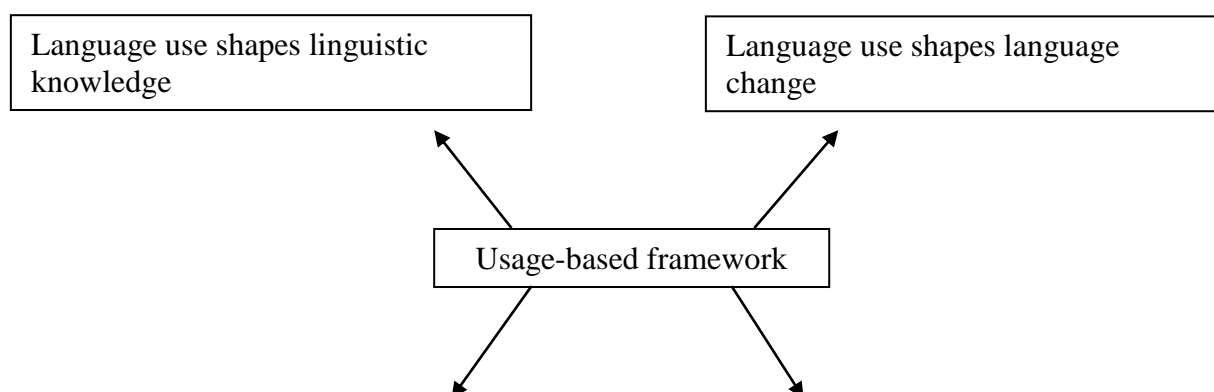 Language use shapes linguistic
knowledge
Language use shapes language
change
Usage-based framework